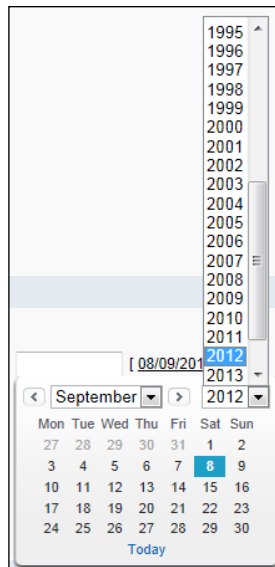 1995
1996
1997
1998
1999
2000
2001
2002
2003
2004
2005
2006
2007
2008
2009
2010
2011
2012
2013
[ 08/09/201
September 2012
Mon Tue Wed Thu Fri Sat Sun
27 28 29 30 31 1 2
3 4 5 6 7 8 9
10 11 12 13 14 15 16
17 18 19 20 21 22 23
24 25 26 27 28 29 30
Today